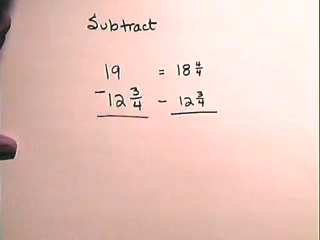 Subtract
19 = 18 4/4
- 12 3/4 - 12 3/4